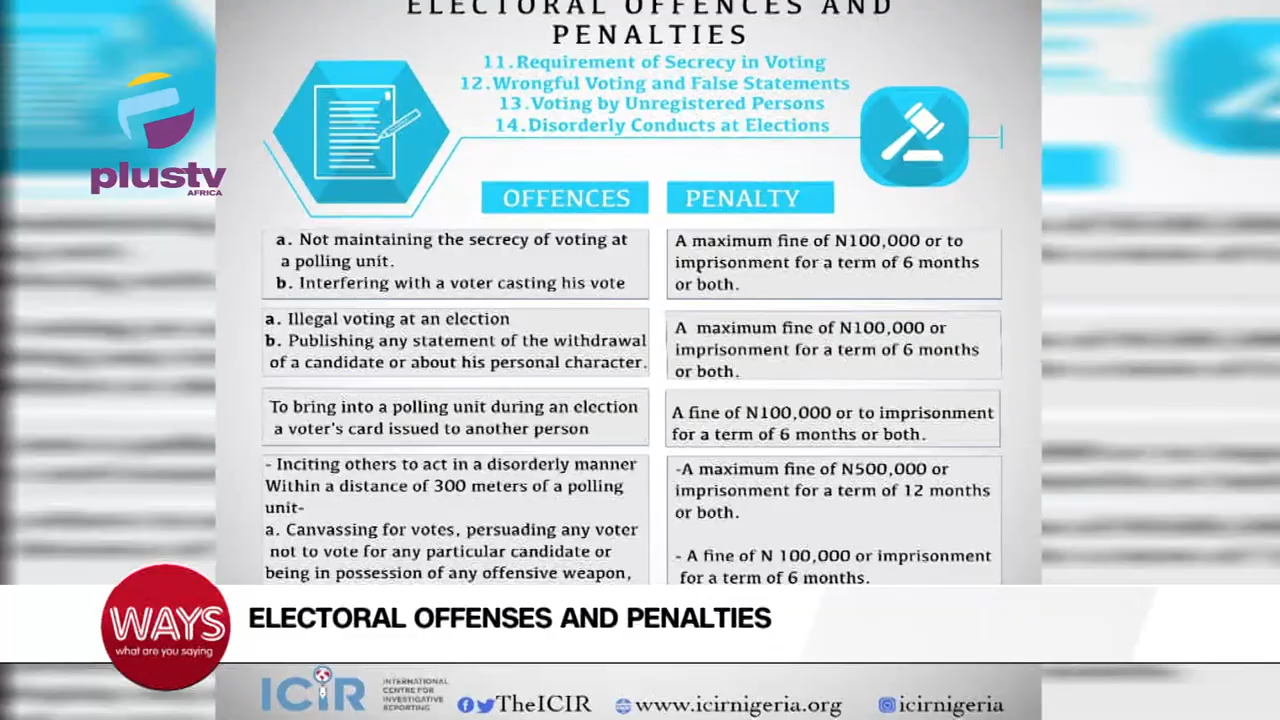 ELECTORAL OFFENCES AND
PENALTIES
11.Requirement of Secrecy in Voting
12.Wrongful Voting and False Statements
13.Voting by Unregistered Persons
14.Disorderly Conducts at Elections
plustv
AFRICA
OFFENCES
PENALTY
a. Not maintaining the secrecy of voting at
a polling unit.
b. Interfering with a voter casting his vote
A maximum fine of N100,000 or to
imprisonment for a term of 6 months
or both.
a. Illegal voting at an election
b. Publishing any statement of the withdrawal
of a candidate or about his personal character.
A maximum fine of N100,000 or
imprisonment for a term of 6 months
or both.
To bring into a polling unit during an election
a voter's card issued to another person
A fine of N100,000 or to imprisonment
for a term of 6 months or both.
- Inciting others to act in a disorderly manner
Within a distance of 300 meters of a polling
unit-
a. Canvassing for votes, persuading any voter
not to vote for any particular candidate or
being in possession of any offensive weapon,
-A maximum fine of N500,000 or
imprisonment for a term of 12 months
or both.
- A fine of N 100,000 or imprisonment
for a term of 6 months.
WAYS
what are you saying
ELECTORAL OFFENSES AND PENALTIES
ICIR
INTERNATIONAL
CENTRE FOR
INVESTIGATIVE
REPORTING
TheICIR
www.icirnigeria.org
icirnigeria